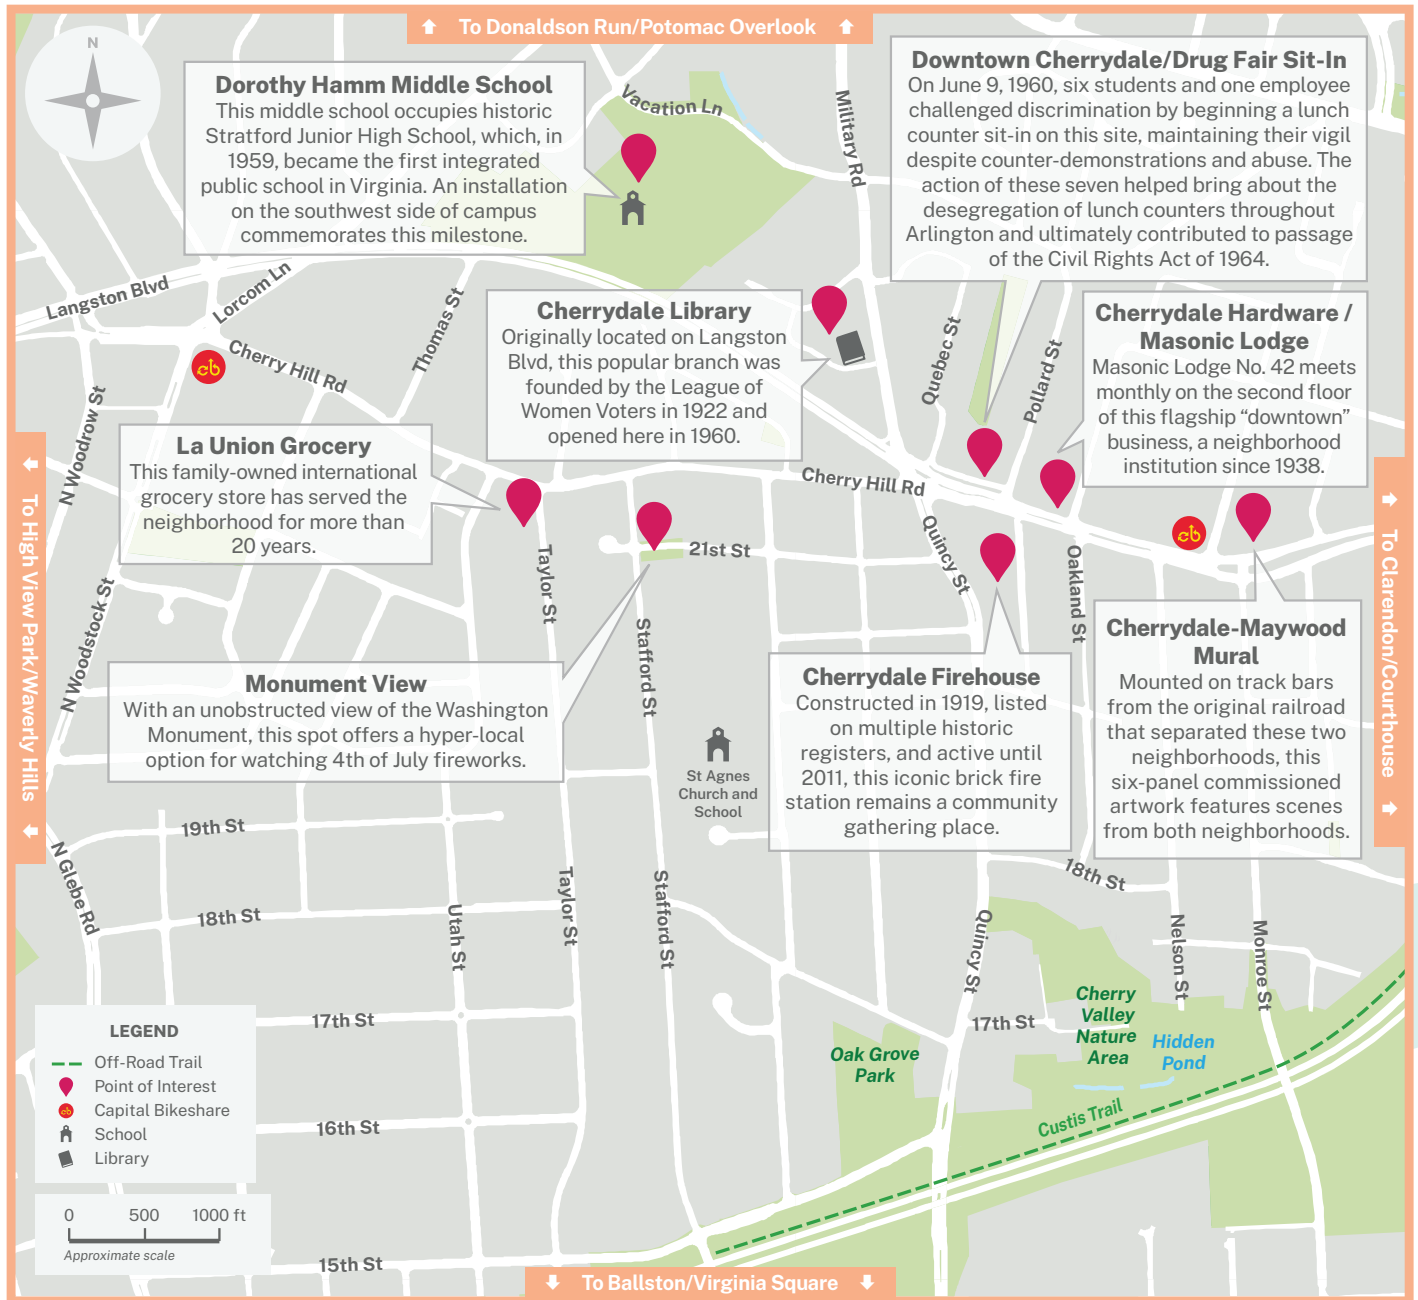 To Donaldson Run/Potomac Overlook
N
Dorothy Hamm Middle School
This middle school occupies historic
Stratford Junior High School, which, in
1959, became the first integrated
public school in Virginia. An installation
on the southwest side of campus
commemorates this milestone.
Vacation Ln
Military Rd
Downtown Cherrydale/Drug Fair Sit-In
On June 9, 1960, six students and one employee
challenged discrimination by beginning a lunch
counter sit-in on this site, maintaining their vigil
despite counter-demonstrations and abuse. The
action of these seven helped bring about the
desegregation of lunch counters throughout
Arlington and ultimately contributed to passage
of the Civil Rights Act of 1964.
Langston Blvd
Lorcom Ln
Cherry Hill Rd
Thomas St
Cherrydale Library
Originally located on Langston
Blvd, this popular branch was
founded by the League of
Women Voters in 1922 and
opened here in 1960.
Quebec St
Pollard St
Cherrydale Hardware /
Masonic Lodge
Masonic Lodge No. 42 meets
monthly on the second floor
of this flagship “downtown”
business, a neighborhood
institution since 1938.
N Woodrow St
La Union Grocery
This family-owned international
grocery store has served the
neighborhood for more than
20 years.
Cherry Hill Rd
To High View Park/Waverly Hills
To Clarendon/Courthouse
Taylor St
21st St
Quincy St
Oakland St
N Woodstock St
Stafford St
Monument View
With an unobstructed view of the Washington
Monument, this spot offers a hyper-local
option for watching 4th of July fireworks.
St Agnes
Church and
School
Cherrydale Firehouse
Constructed in 1919, listed
on multiple historic
registers, and active until
2011, this iconic brick fire
station remains a community
gathering place.
Cherrydale-Maywood
Mural
Mounted on track bars
from the original railroad
that separated these two
neighborhoods, this
six-panel commissioned
artwork features scenes
from both neighborhoods.
19th St
N Glebe Rd
18th St
18th St
Utah St
Taylor St
Stafford St
Quincy St
Nelson St
Monroe St
17th St
17th St
Cherry
Valley
Nature
Area
Hidden
Pond
Oak Grove
Park
Custis Trail
16th St
15th St
LEGEND
Off-Road Trail
Point of Interest
Capital Bikeshare
School
Library
0 500 1000 ft
Approximate scale
To Ballston/Virginia Square